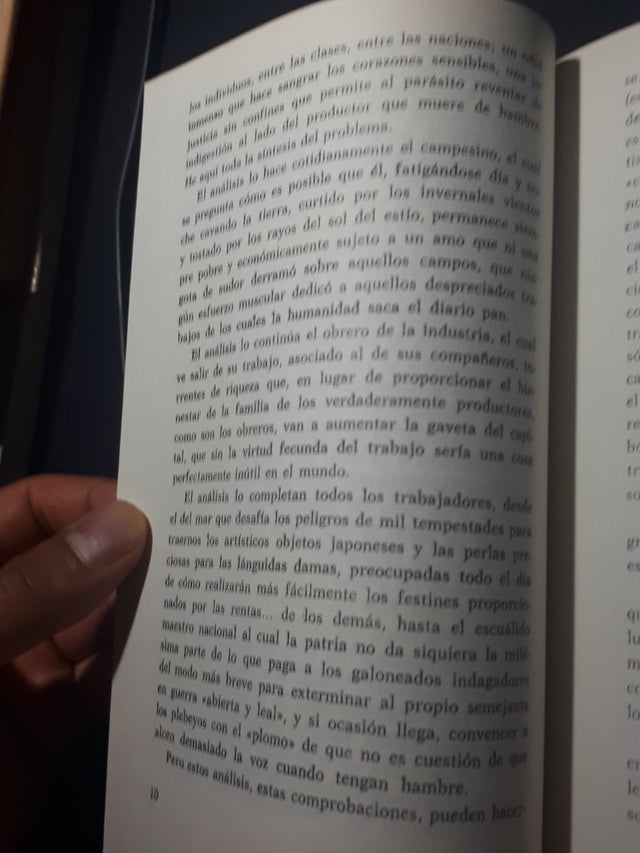 los individuos, entre las clases, entre las naciones; un odio
inmenso que hace sangrar los corazones sensibles, una in-
justicia sin confines que permite al parásito reventar de
indigestión al lado del productor que muere de hambre.
He aquí toda la síntesis del problema.
El análisis lo hace cotidianamente el campesino, el cual
se pregunta cómo es posible que él, fatigándose día y no-
che cavando la tierra, curtido por los invernales vientos
y tostado por los rayos del sol del estío, permanece siem-
pre pobre y económicamente sujeto a un amo que ni una
gota de sudor derramó sobre aquellos campos, que nin-
gún esfuerzo muscular dedicó a aquellos despreciados tra-
bajos de los cuales la humanidad saca el diario pan.
El análisis lo continúa el obrero de la industria, el cual
ve salir de su trabajo, asociado al de sus compañeros, to-
rrentes de riqueza que, en lugar de proporcionar el bie-
nestar de la familia de los verdaderamente productores,
como son los obreros, van a aumentar la gaveta del capi-
tal, que sin la virtud fecunda del trabajo sería una cosa
perfectamente inútil en el mundo.
El análisis lo completan todos los trabajadores, desde
el del mar que desafía los peligros de mil tempestades para
traernos los artísticos objetos japoneses y las perlas pre-
ciosas para las lánguidas damas, preocupadas todo el día
de cómo realizarán más fácilmente los festines proporcio-
nados por las rentas... de los demás, hasta el escuálido
maestro nacional al cual la patria no da siquiera la milé-
sima parte de lo que paga a los galoneados indagadores
del modo más breve para exterminar al propio semejante
en guerra «abierta y leal», y si ocasión llega, convencer a
los plebeyos con el «plomo» de que no es cuestión de que
alcen demasiado la voz cuando tengan hambre.
Pero estos análisis, estas comprobaciones, pueden hacer-
10